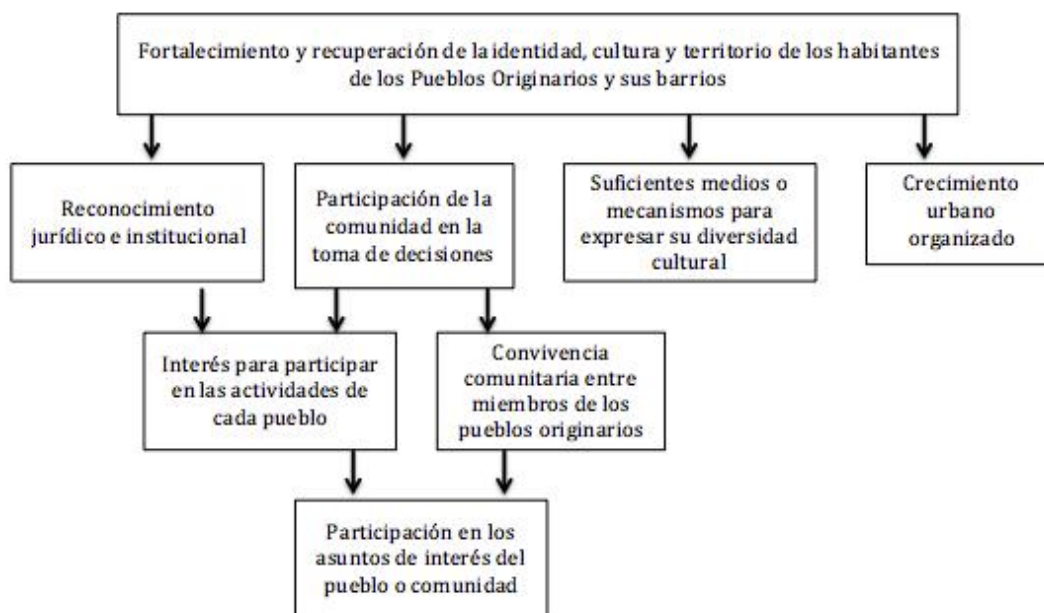 Fortalecimiento y recuperación de la identidad, cultura y territorio de los habitantes
de los Pueblos Originarios y sus barrios
Reconocimiento
jurídico e institucional
Participación de la
comunidad en la
toma de decisiones
Suficientes medios o
mecanismos para
expresar su diversidad
cultural
Crecimiento
urbano
organizado
Interés para participar
en las actividades de
cada pueblo
Convivencia
comunitaria entre
miembros de los
pueblos originarios
Participación en los
asuntos de interés del
pueblo o comunidad